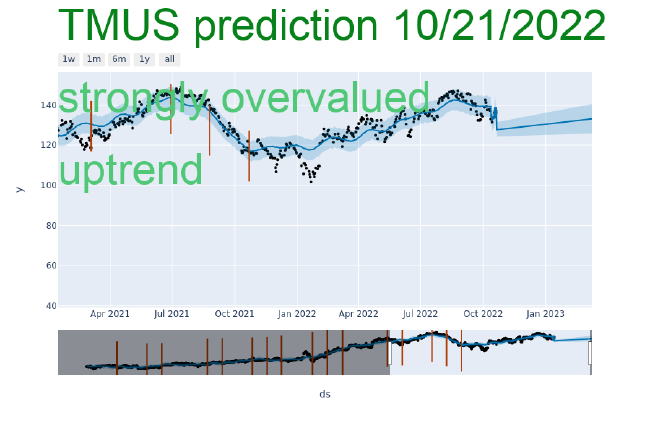 TMUS prediction 10/21/2022
1w 1m 6m 1y all
strongly overvalued
uptrend
y
140
120
100
80
60
40
Apr 2021 Jul 2021 Oct 2021 Jan 2022 Apr 2022 Jul 2022 Oct 2022 Jan 2023
ds